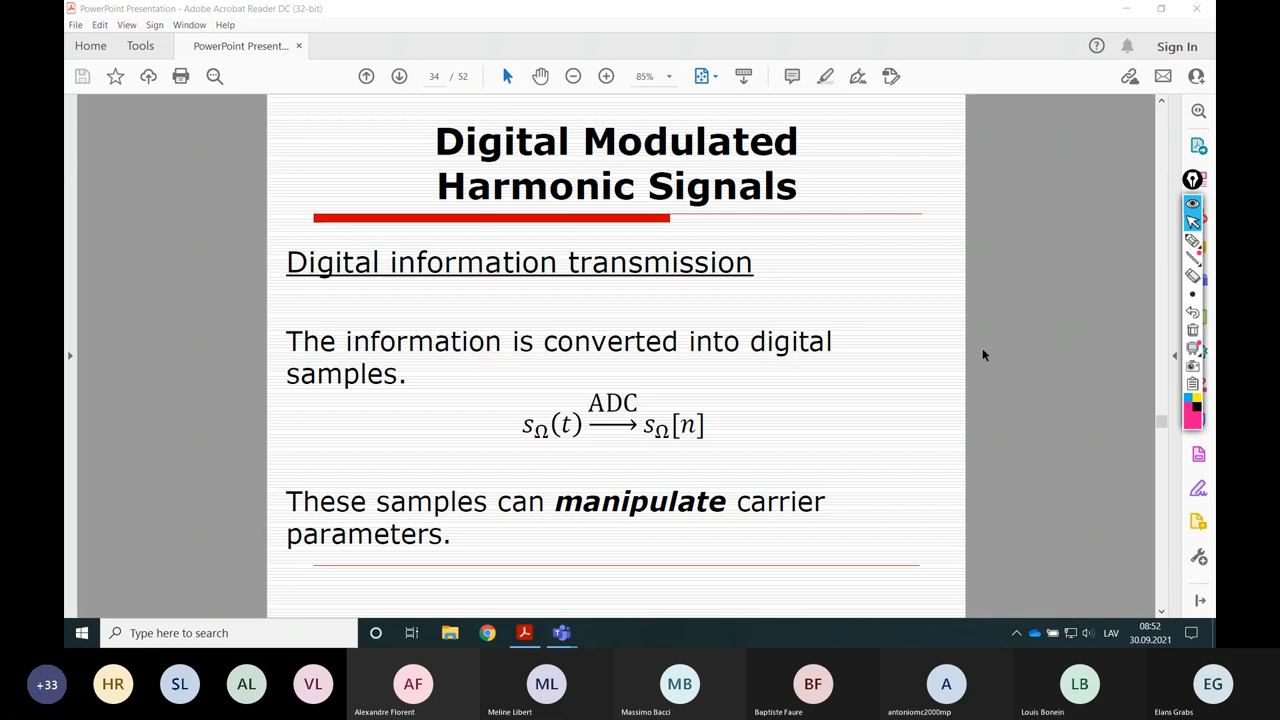 PowerPoint Presentation - Adobe Acrobat Reader DC (32-bit)
File Edit View Sign Window Help
Home Tools PowerPoint Present... ×
Sign In
34 / 52
85%
Digital Modulated
Harmonic Signals
Digital information transmission
The information is converted into digital
samples.
ADC
s_Ω(t) ⟶ s_Ω[n]
These samples can manipulate carrier
parameters.
Type here to search
LAV
08:52
30.09.2021
+33 HR SL AL VL AF ML MB BF A LB EG
Alexandre Florent Meline Libert Massimo Bacci Baptiste Faure antoniomc2000mp Louis Bonein Elans Grabs